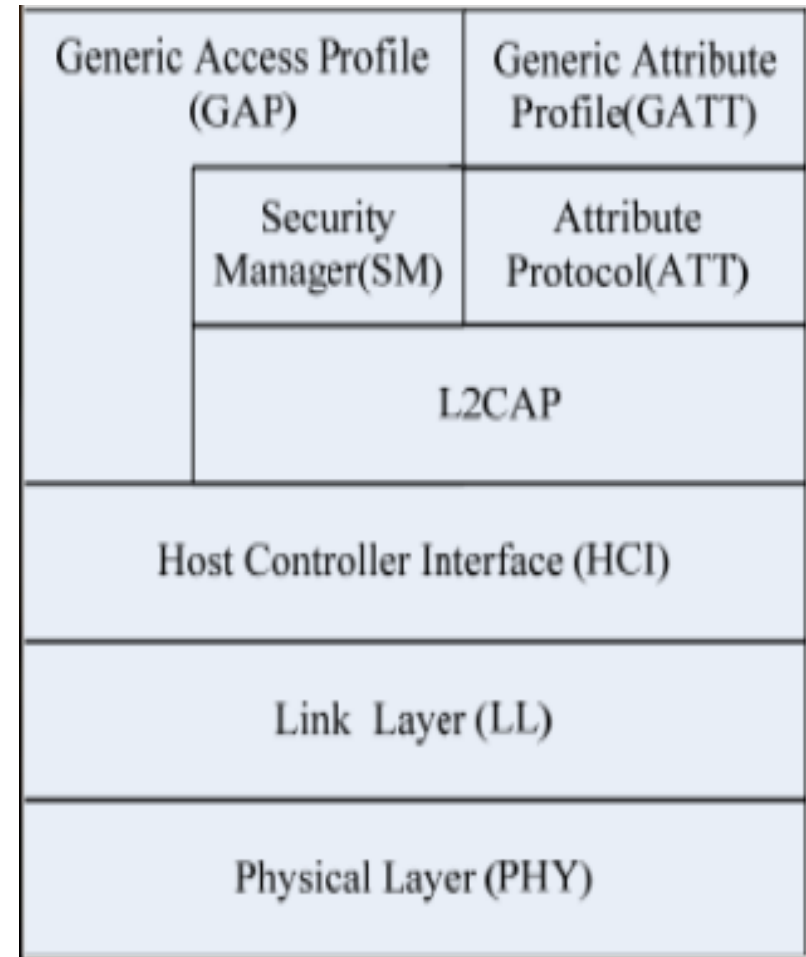 Generic Access Profile
(GAP)
Generic Attribute
Profile(GATT)
Security
Manager(SM)
Attribute
Protocol(ATT)
L2CAP
Host Controller Interface (HCI)
Link Layer (LL)
Physical Layer (PHY)